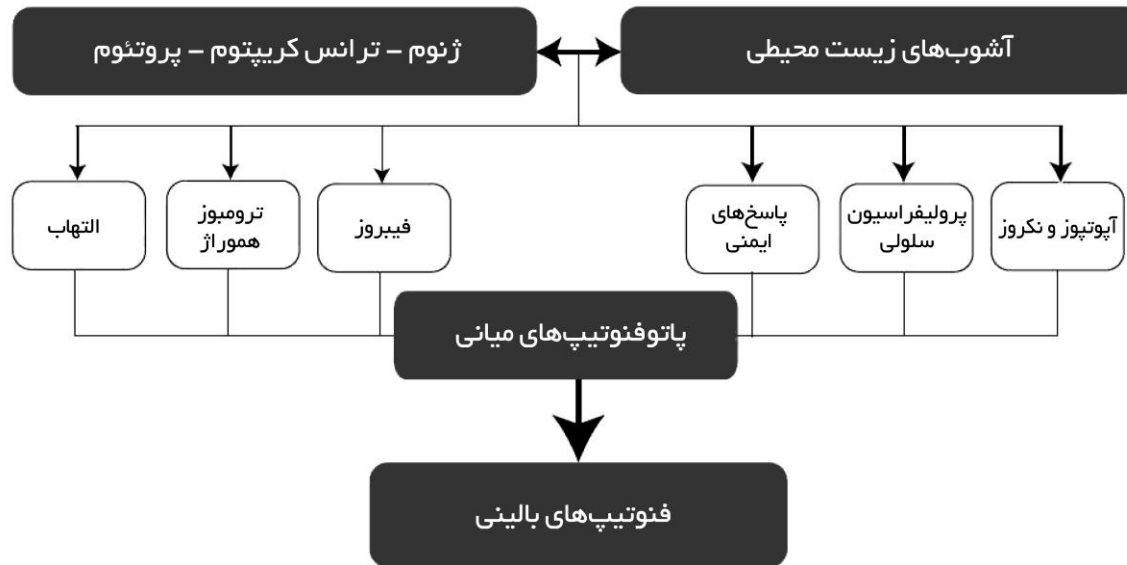 آشوب‌های زیست محیطی
ژنوم – ترانس کریپتوم – پروتئوم
آپوتپوز و نکروز
پرولیفراسیون
سلولی
پاسخ‌های
ایمنی
فیبروز
ترومبوز
هموراژ
التهاب
پاتوفنوتیپ‌های میانی
فنوتیپ‌های بالینی